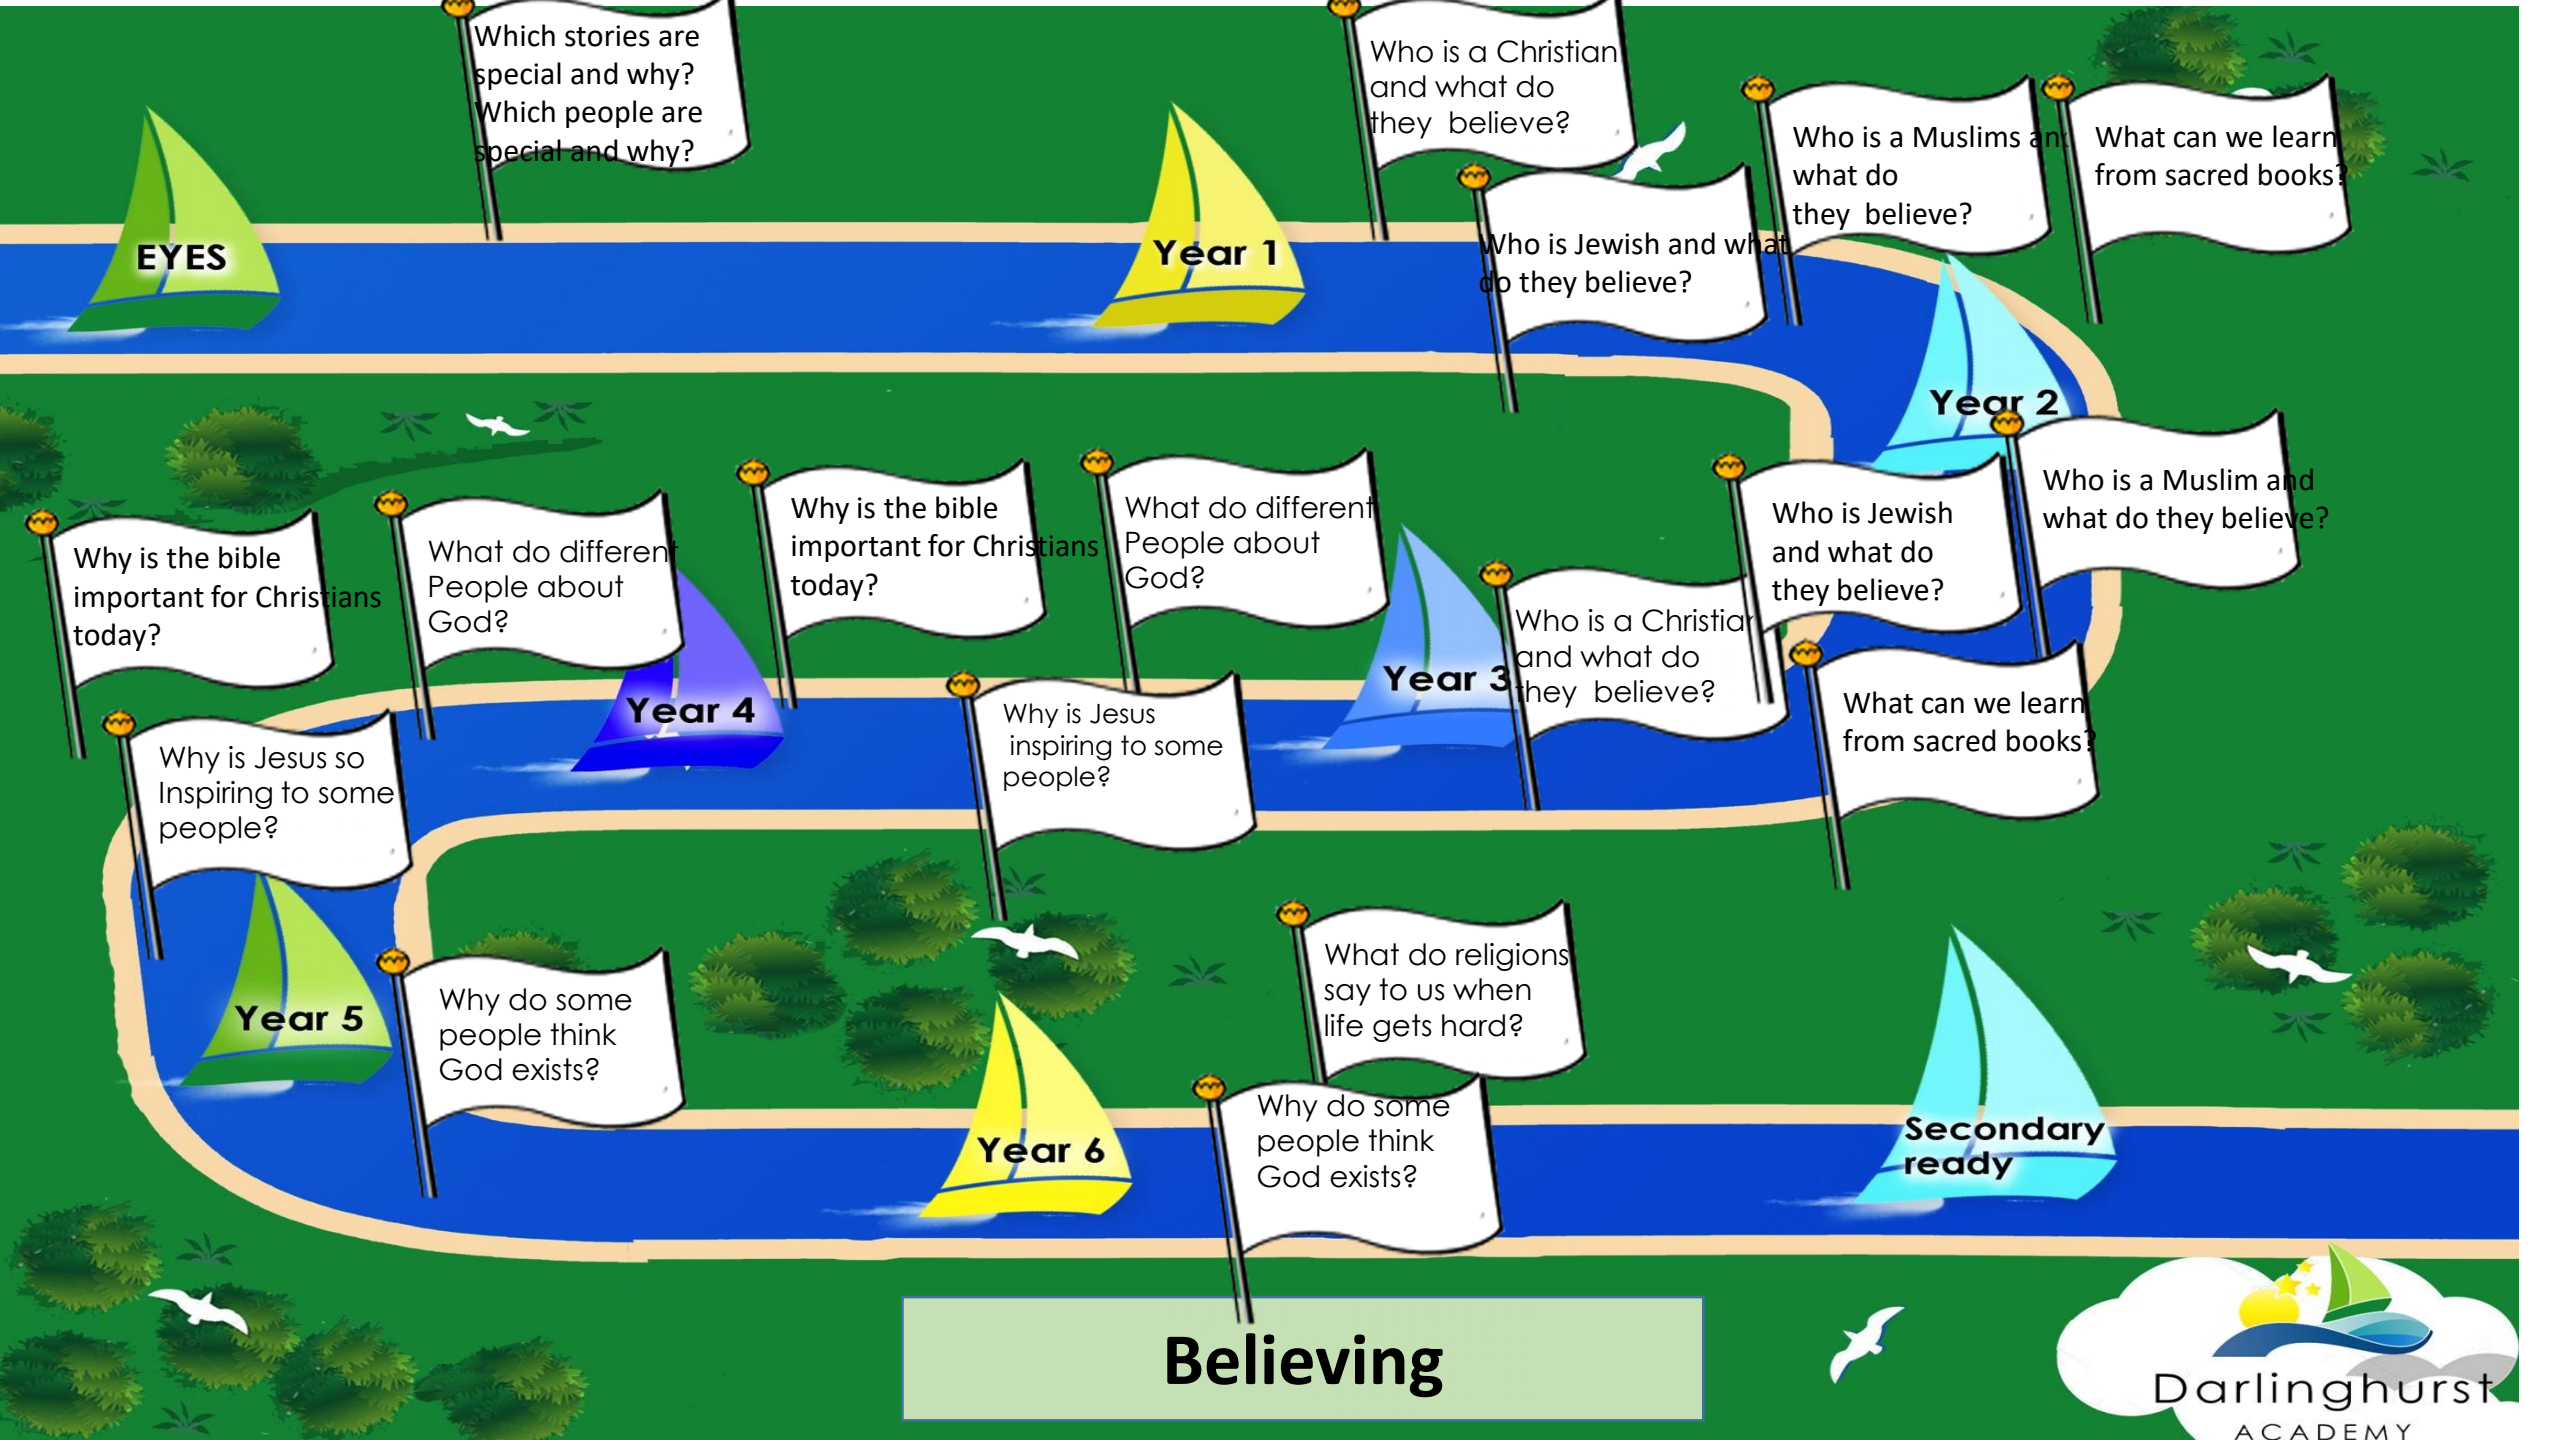 Which stories are
special and why?
Which people are
special and why?
EYES
Year 1
Who is a Christian
and what do
they believe?
Who is Jewish and what
do they believe?
Who is a Muslims an
what do
they believe?
What can we learn
from sacred books?
Year 2
Who is a Muslim and
what do they believe?
Who is Jewish
and what do
they believe?
What can we learn
from sacred books?
Who is a Christian
and what do
they believe?
Year 3
What do different
People about
God?
Why is the bible
important for Christians
today?
Why is Jesus
inspiring to some
people?
Year 4
What do different
People about
God?
Why is the bible
important for Christians
today?
Why is Jesus so
Inspiring to some
people?
Year 5
Why do some
people think
God exists?
Year 6
What do religions
say to us when
life gets hard?
Why do some
people think
God exists?
Secondary
ready
Believing
Darlinghurst
ACADEMY